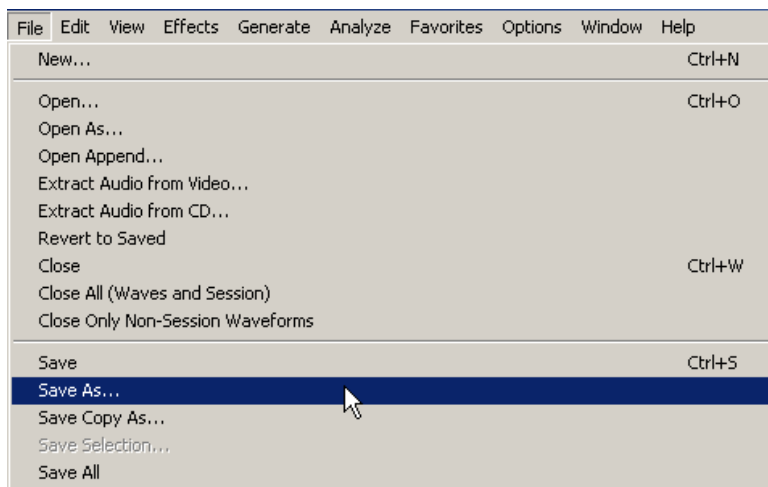 File Edit View Effects Generate Analyze Favorites Options Window Help
New... Ctrl+N
Open... Ctrl+O
Open As...
Open Append...
Extract Audio from Video...
Extract Audio from CD...
Revert to Saved
Close Ctrl+W
Close All (Waves and Session)
Close Only Non-Session Waveforms
Save Ctrl+S
Save As...
Save Copy As...
Save Selection...
Save All